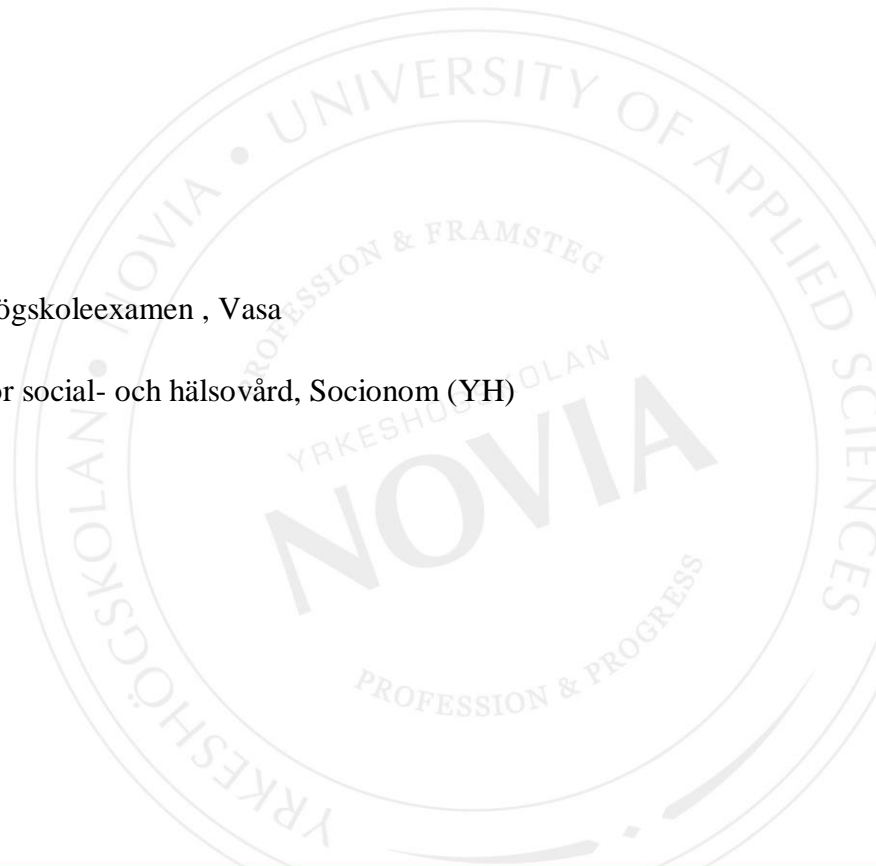 UNIVERSITY OF APPLIED SCIENCES
YRKESHÖGSKOLAN • NOVIA •
PROFESSION & FRAMSTEG
ögskoleexamen , Vasa
or social- och hälsovård, Socionom (YH)
YRKESHÖGSKOLAN
NOVIA
PROFESSION & PROGRESS